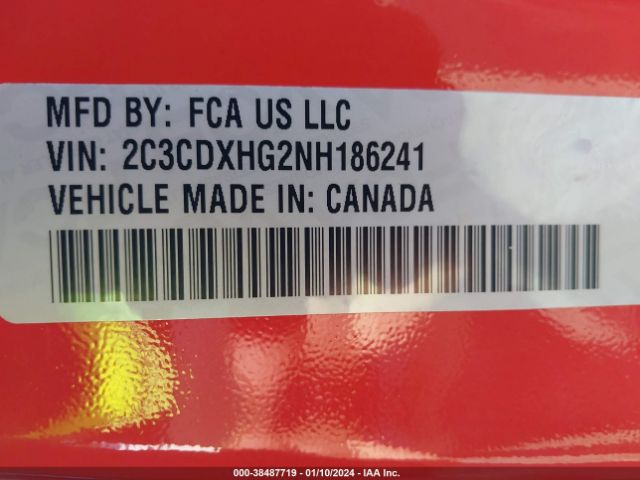 MFD BY: FCA US LLC
VIN: 2C3CDXHG2NH186241
VEHICLE MADE IN: CANADA
000-38487719 - 01/10/2024 - IAA Inc.